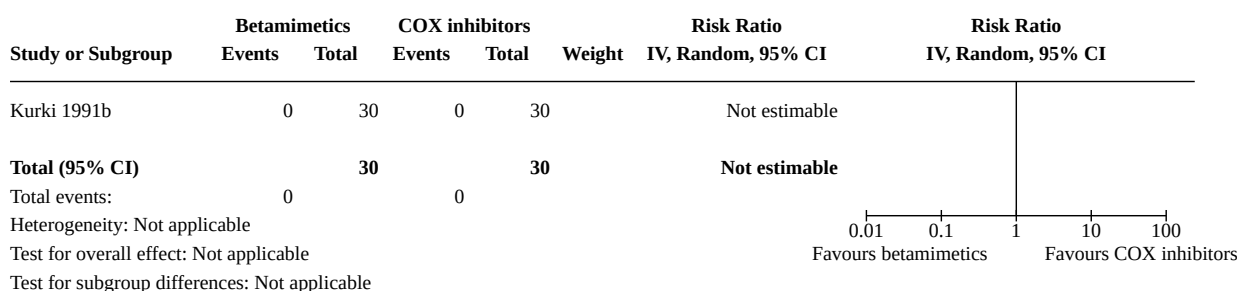 Betamimetics COX inhibitors Risk Ratio Risk Ratio
Study or Subgroup Events Total Events Total Weight IV, Random, 95% CI IV, Random, 95% CI
Kurki 1991b 0 30 0 30 Not estimable
Total (95% CI) 30 30 Not estimable
Total events: 0 0
Heterogeneity: Not applicable
0.01 0.1 1 10 100
Test for overall effect: Not applicable Favours betamimetics Favours COX inhibitors
Test for subgroup differences: Not applicable